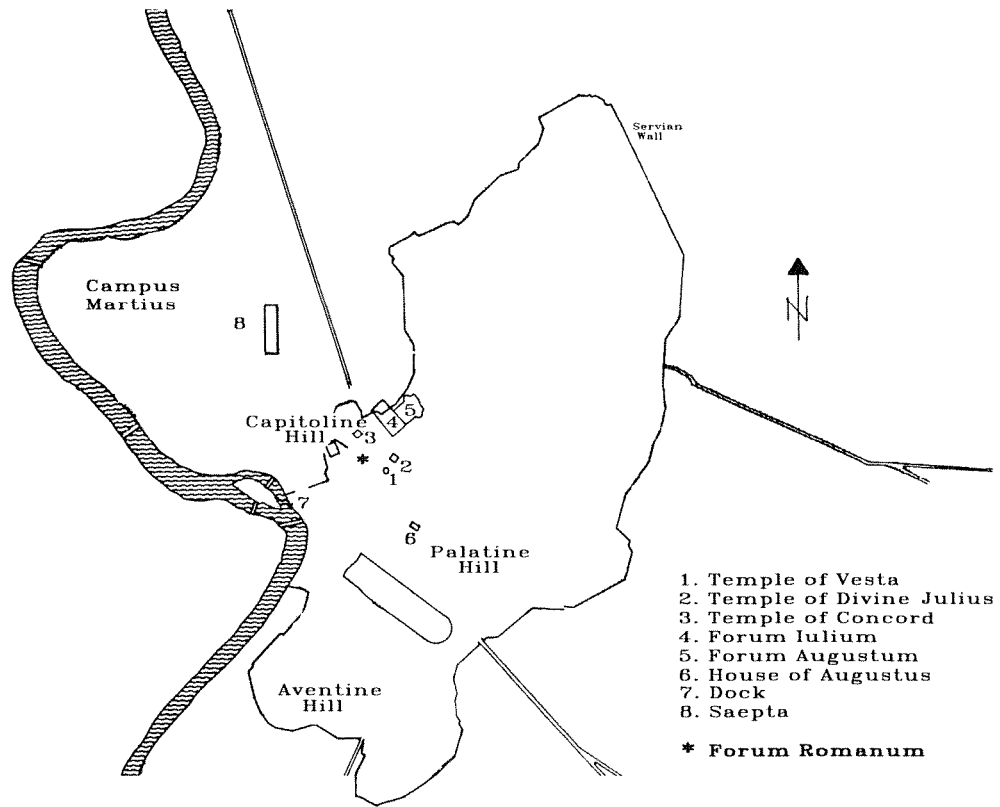 Servian
Wall
N
Campus
Martius
8
Capitoline
Hill
5
4
3
2
1
7
6
Palatine
Hill
Aventine
Hill
1. Temple of Vesta
2. Temple of Divine Julius
3. Temple of Concord
4. Forum Iulium
5. Forum Augustum
6. House of Augustus
7. Dock
8. Saepta
* Forum Romanum
*